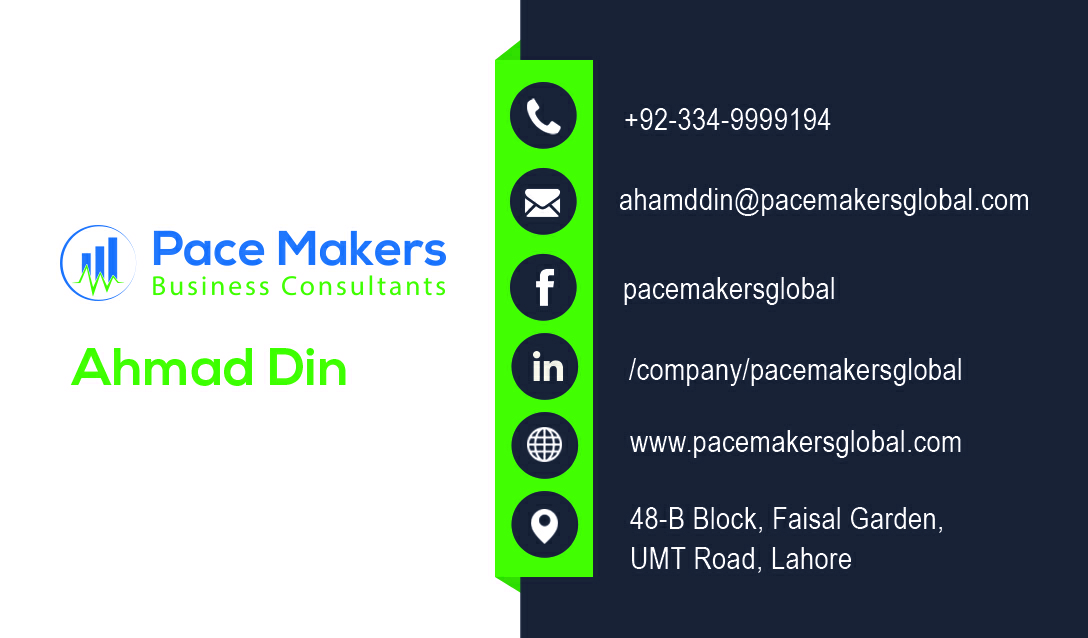 Pace Makers
Business Consultants
Ahmad Din
+92-334-9999194
ahamddin@pacemakersglobal.com
pacemakersglobal
/company/pacemakersglobal
www.pacemakersglobal.com
48-B Block, Faisal Garden,
UMT Road, Lahore